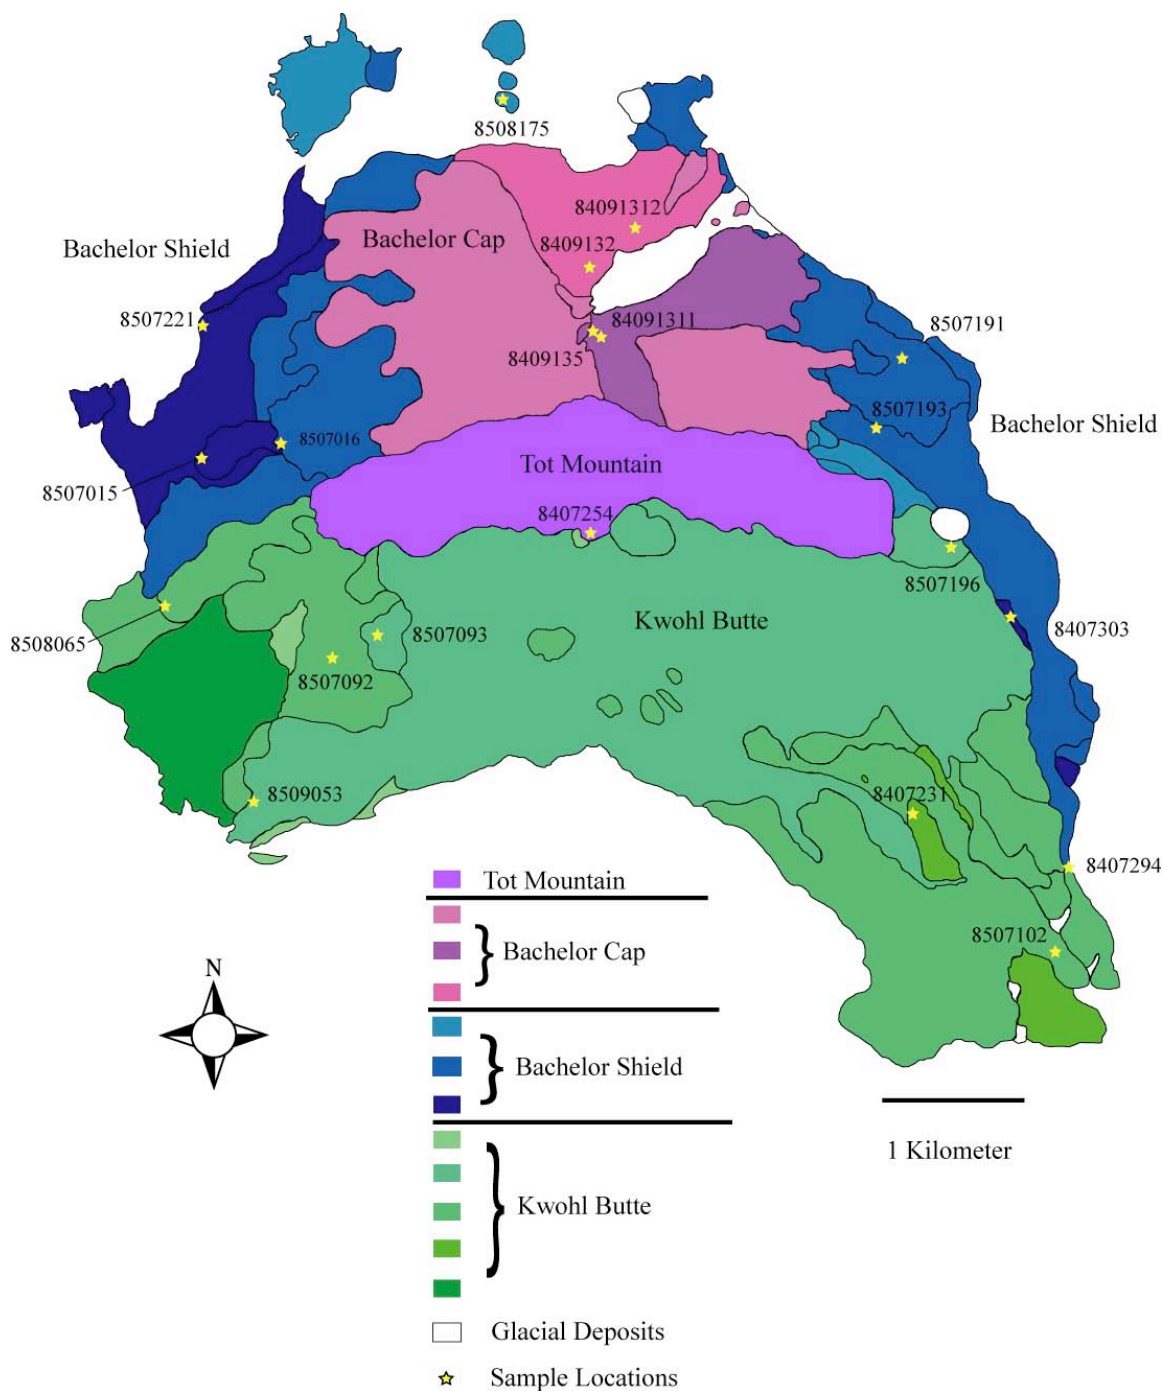 8508175
84091312
Bachelor Cap
8409132
Bachelor Shield
8507221
84091311
8507191
8409135
8507193
Bachelor Shield
8507016
Tot Mountain
8507015
8407254
8507196
Kwohl Butte
8407303
8508065
8507093
8507092
8509053
8407231
8407294
Tot Mountain
8507102
Bachelor Cap
N
Bachelor Shield
1 Kilometer
Kwohl Butte
Glacial Deposits
Sample Locations